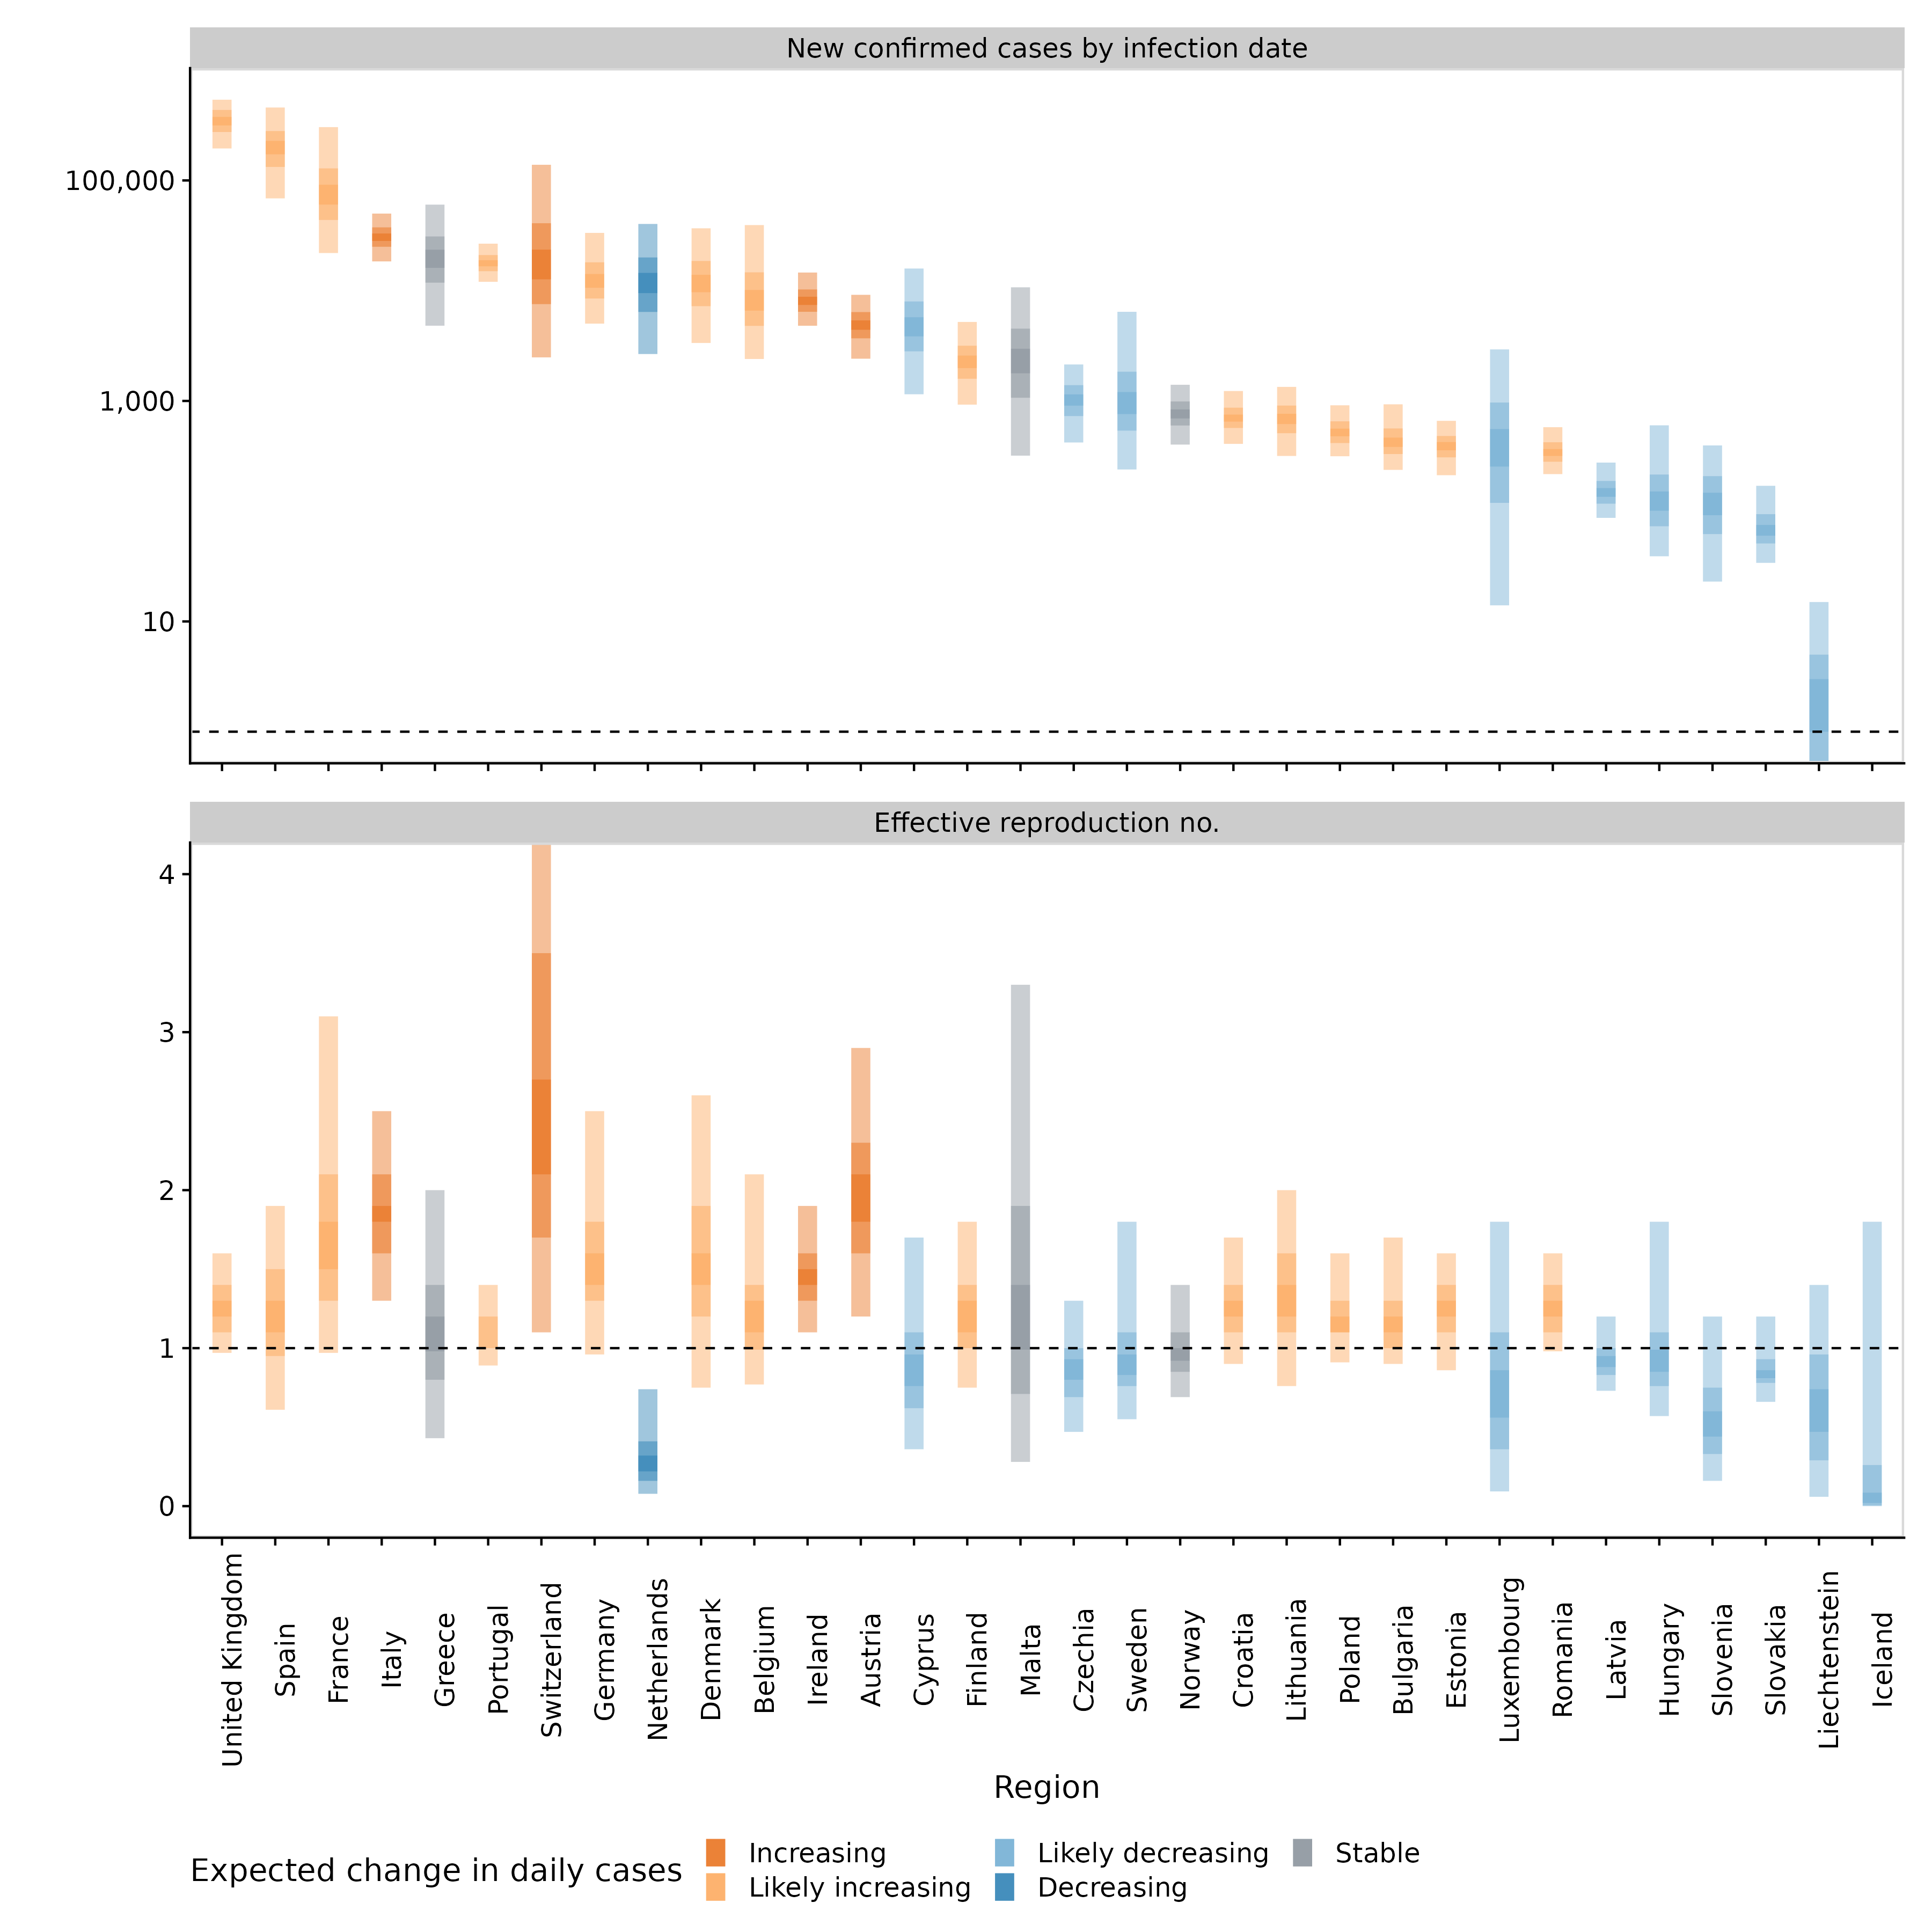 New confirmed cases by infection date
100,000
1,000
10
Effective reproduction no.
4
3
2
1
0
United Kingdom
Spain
France
Italy
Greece
Portugal
Switzerland
Germany
Netherlands
Denmark
Belgium
Ireland
Austria
Cyprus
Finland
Malta
Czechia
Sweden
Norway
Croatia
Lithuania
Poland
Bulgaria
Estonia
Luxembourg
Romania
Latvia
Hungary
Slovenia
Slovakia
Liechtenstein
Iceland
Region
Expected change in daily cases
Increasing
Likely increasing
Likely decreasing
Decreasing
Stable